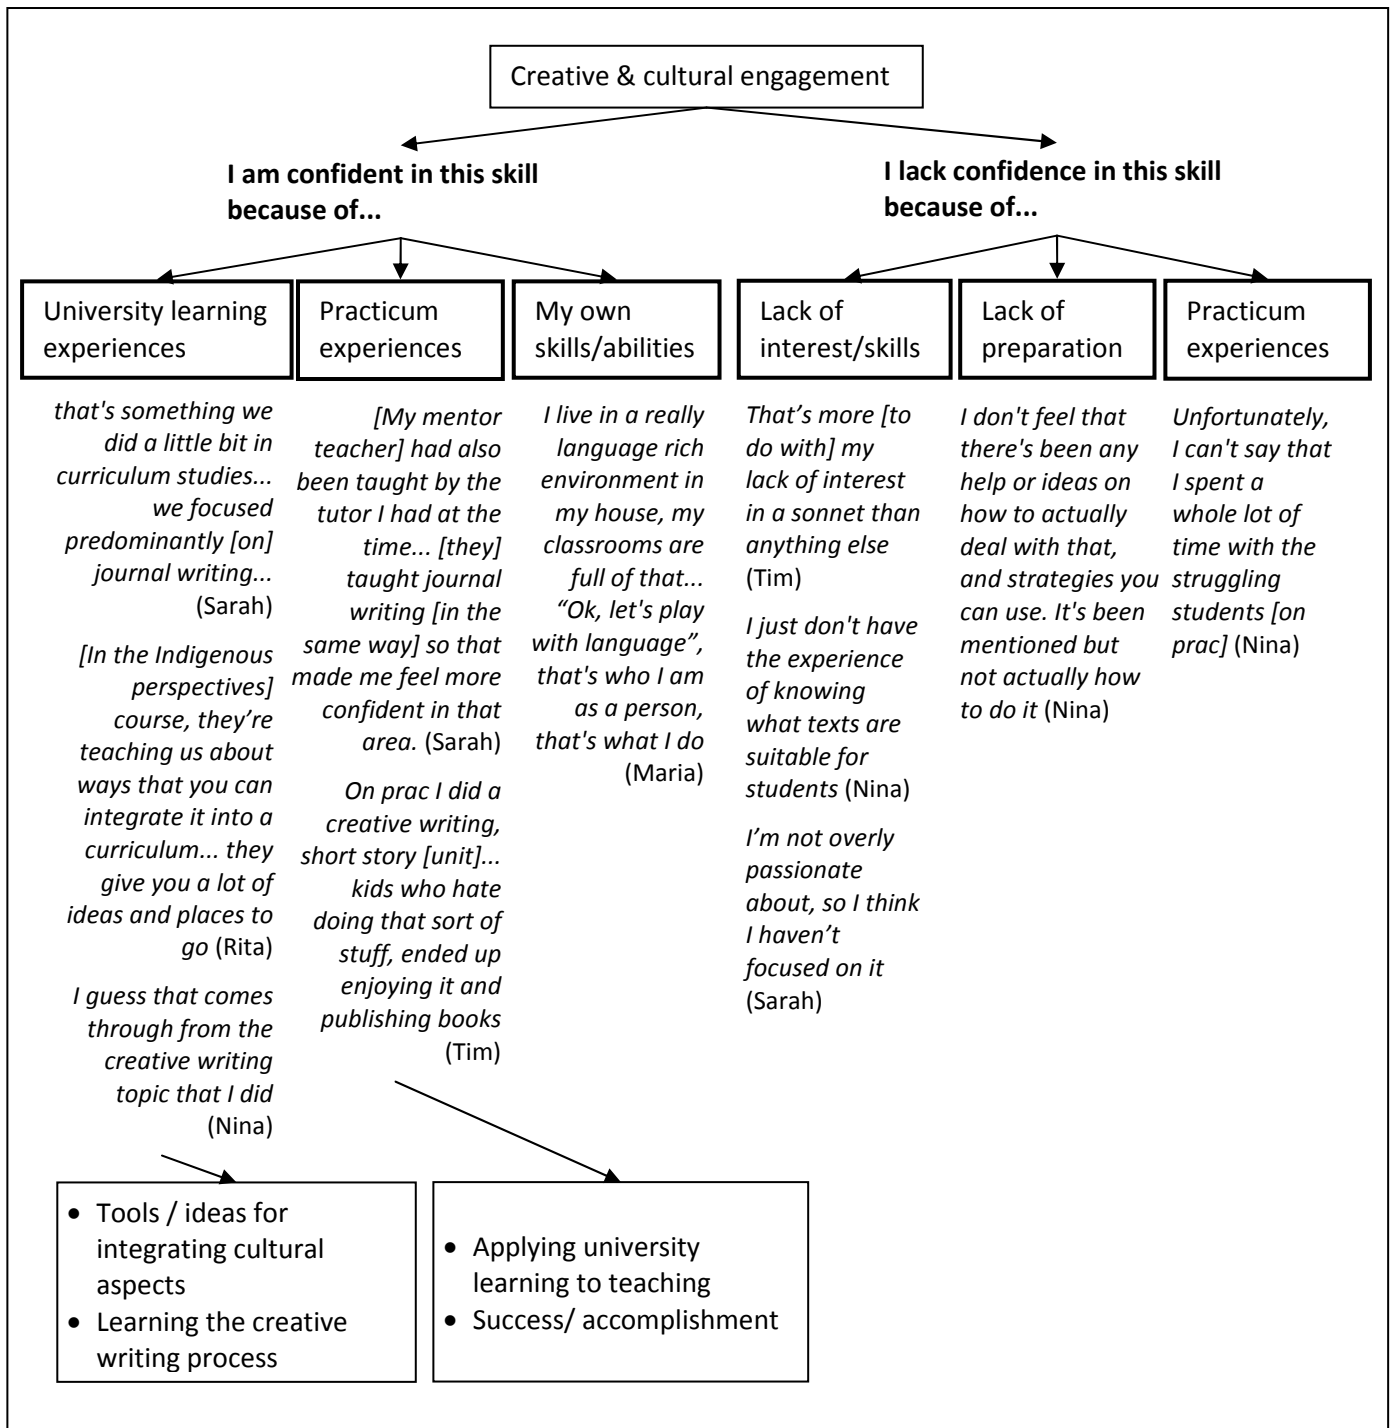 Creative & cultural engagement
I am confident in this skill
because of...
I lack confidence in this skill
because of...
University learning
experiences
Practicum
experiences
My own
skills/abilities
Lack of
interest/skills
Lack of
preparation
Practicum
experiences
that's something we
did a little bit in
curriculum studies...
we focused
predominantly [on]
journal writing...
(Sarah)
[In the Indigenous
perspectives]
course, they’re
teaching us about
ways that you can
integrate it into a
curriculum... they
give you a lot of
ideas and places to
go (Rita)
I guess that comes
through from the
creative writing
topic that I did
(Nina)
[My mentor
teacher] had also
been taught by the
tutor I had at the
time... [they]
taught journal
writing [in the
same way] so that
made me feel more
confident in that
area. (Sarah)
On prac I did a
creative writing,
short story [unit]...
kids who hate
doing that sort of
stuff, ended up
enjoying it and
publishing books
(Tim)
I live in a really
language rich
environment in
my house, my
classrooms are
full of that...
“Ok, let's play
with language”,
that's who I am
as a person,
that's what I do
(Maria)
That’s more [to
do with] my
lack of interest
in a sonnet than
anything else
(Tim)
I just don't have
the experience
of knowing
what texts are
suitable for
students (Nina)
I’m not overly
passionate
about, so I think
I haven’t
focused on it
(Sarah)
I don't feel that
there's been any
help or ideas on
how to actually
deal with that,
and strategies you
can use. It's been
mentioned but
not actually how
to do it (Nina)
Unfortunately,
I can't say that
I spent a
whole lot of
time with the
struggling
students [on
prac] (Nina)
• Tools / ideas for
integrating cultural
aspects
• Learning the creative
writing process
• Applying university
learning to teaching
• Success/ accomplishment